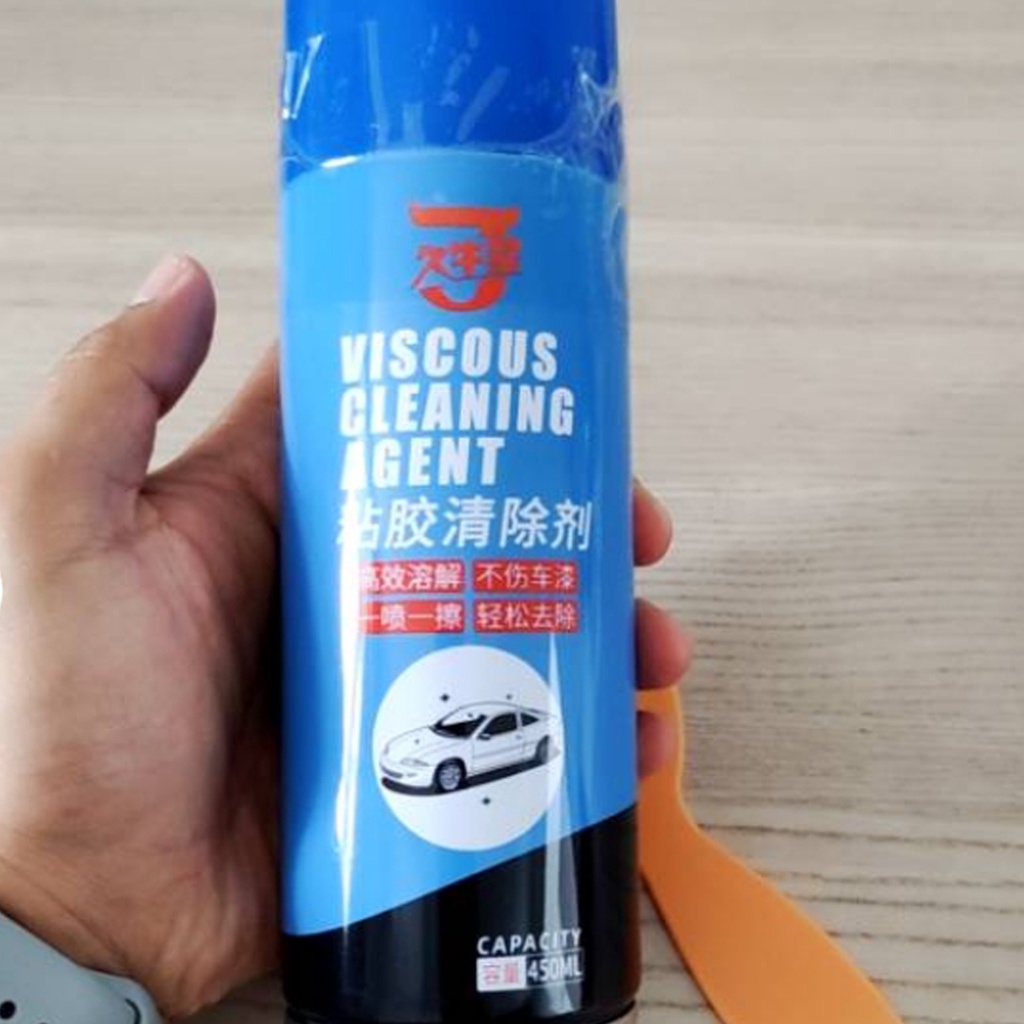 VISCOUS
CLEANING
AGENT
粘胶清除剂
高效溶解 不伤车漆
一喷一擦 轻松去除
CAPACITY
容量 450ML